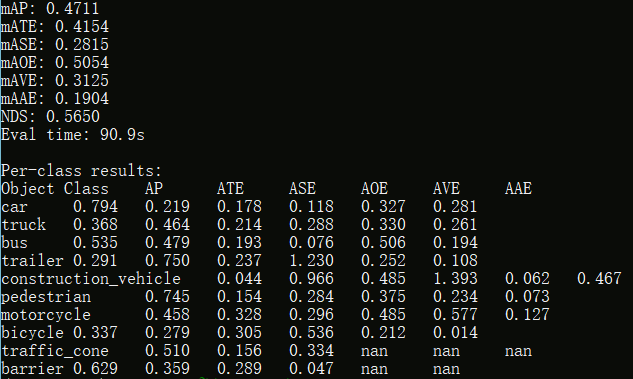 mAP: 0.4711
mATE: 0.4154
mASE: 0.2815
mAOE: 0.5054
mAVE: 0.3125
mAAE: 0.1904
NDS: 0.5650
Eval time: 90.9s
Per-class results:
Object Class AP ATE ASE AOE AVE AAE
car 0.794 0.219 0.178 0.118 0.327 0.281
truck 0.368 0.464 0.214 0.288 0.330 0.261
bus 0.535 0.479 0.193 0.076 0.506 0.194
trailer 0.291 0.750 0.237 1.230 0.252 0.108
construction_vehicle 0.044 0.966 0.485 1.393 0.062 0.467
pedestrian 0.745 0.154 0.284 0.375 0.234 0.073
motorcycle 0.458 0.328 0.296 0.485 0.577 0.127
bicycle 0.337 0.279 0.305 0.536 0.212 0.014
traffic_cone 0.510 0.156 0.334 nan nan nan
barrier 0.629 0.359 0.289 0.047 nan nan